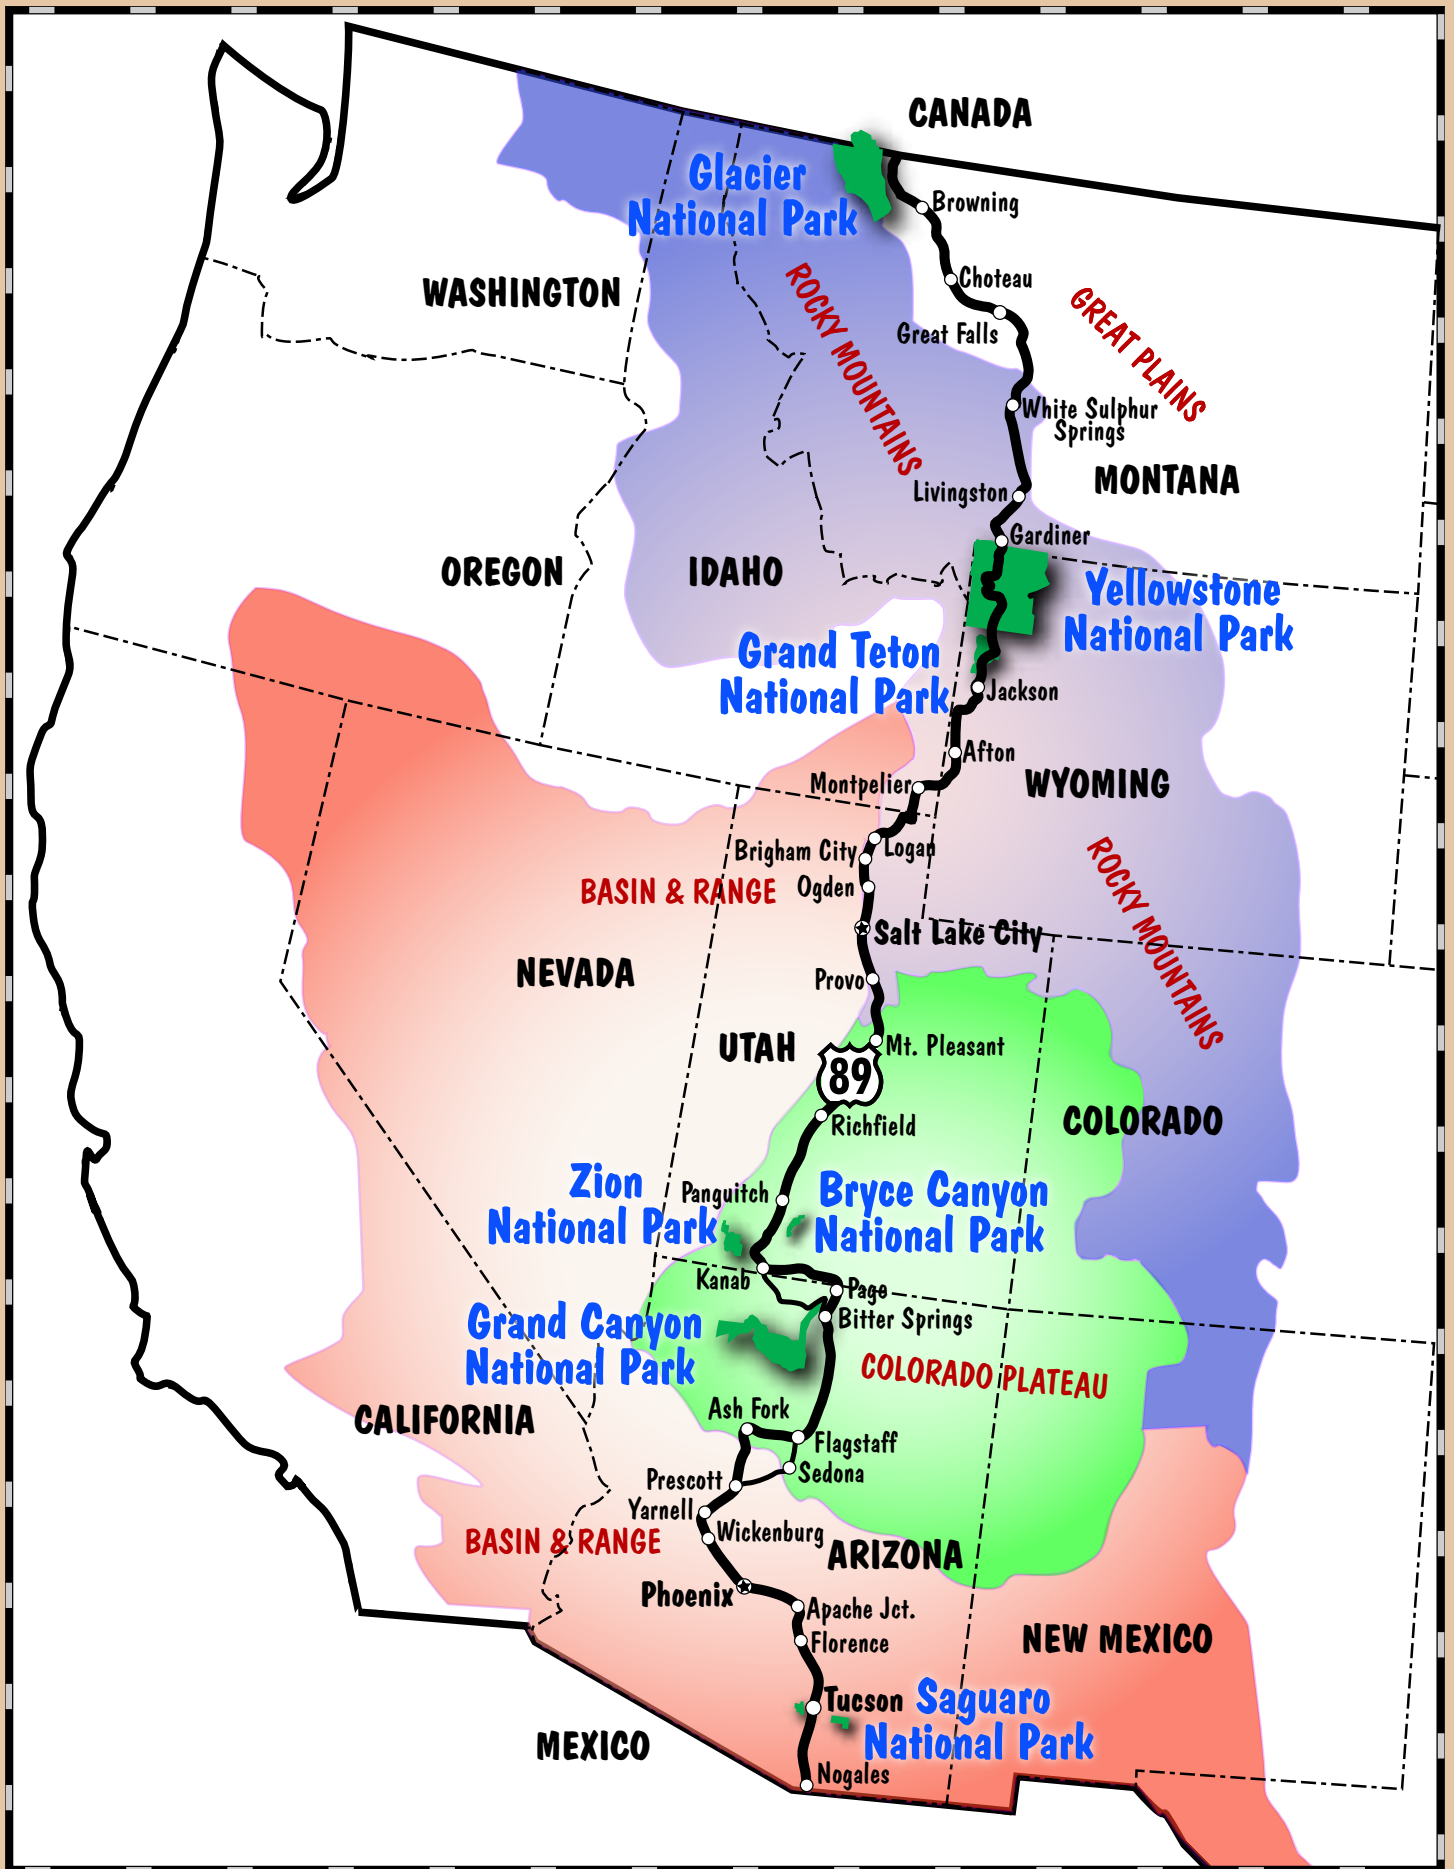 CANADA
Glacier
National Park
Browning
WASHINGTON
Choteau
ROCKY MOUNTAINS
GREAT PLAINS
Great Falls
White Sulphur
Springs
MONTANA
Livingston
Gardiner
OREGON
IDAHO
Yellowstone
National Park
Grand Teton
National Park
Jackson
Afton
Montpelier
WYOMING
Logan
Brigham City
BASIN & RANGE
Ogden
ROCKY MOUNTAINS
Salt Lake City
NEVADA
Provo
UTAH
Mt. Pleasant
89
COLORADO
Richfield
Zion
National Park
Panguitch
Bryce Canyon
National Park
Kanab
Page
Grand Canyon
National Park
Bitter Springs
COLORADO PLATEAU
CALIFORNIA
Ash Fork
Flagstaff
Sedona
Prescott
Yarnell
Wickenburg
BASIN & RANGE
ARIZONA
Phoenix
Apache Jct.
Florence
NEW MEXICO
Tucson
Saguaro
National Park
MEXICO
Nogales